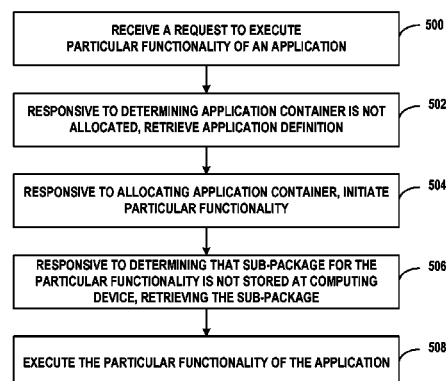 RECEIVE A REQUEST TO EXECUTE
PARTICULAR FUNCTIONALITY OF AN APPLICATION
500
RESPONSIVE TO DETERMINING APPLICATION CONTAINER IS NOT
ALLOCATED, RETRIEVE APPLICATION DEFINITION
502
RESPONSIVE TO ALLOCATING APPLICATION CONTAINER, INITIATE
PARTICULAR FUNCTIONALITY
504
RESPONSIVE TO DETERMINING THAT SUB-PACKAGE FOR THE
PARTICULAR FUNCTIONALITY IS NOT STORED AT COMPUTING
DEVICE, RETRIEVING THE SUB-PACKAGE
506
EXECUTE THE PARTICULAR FUNCTIONALITY OF THE APPLICATION
508